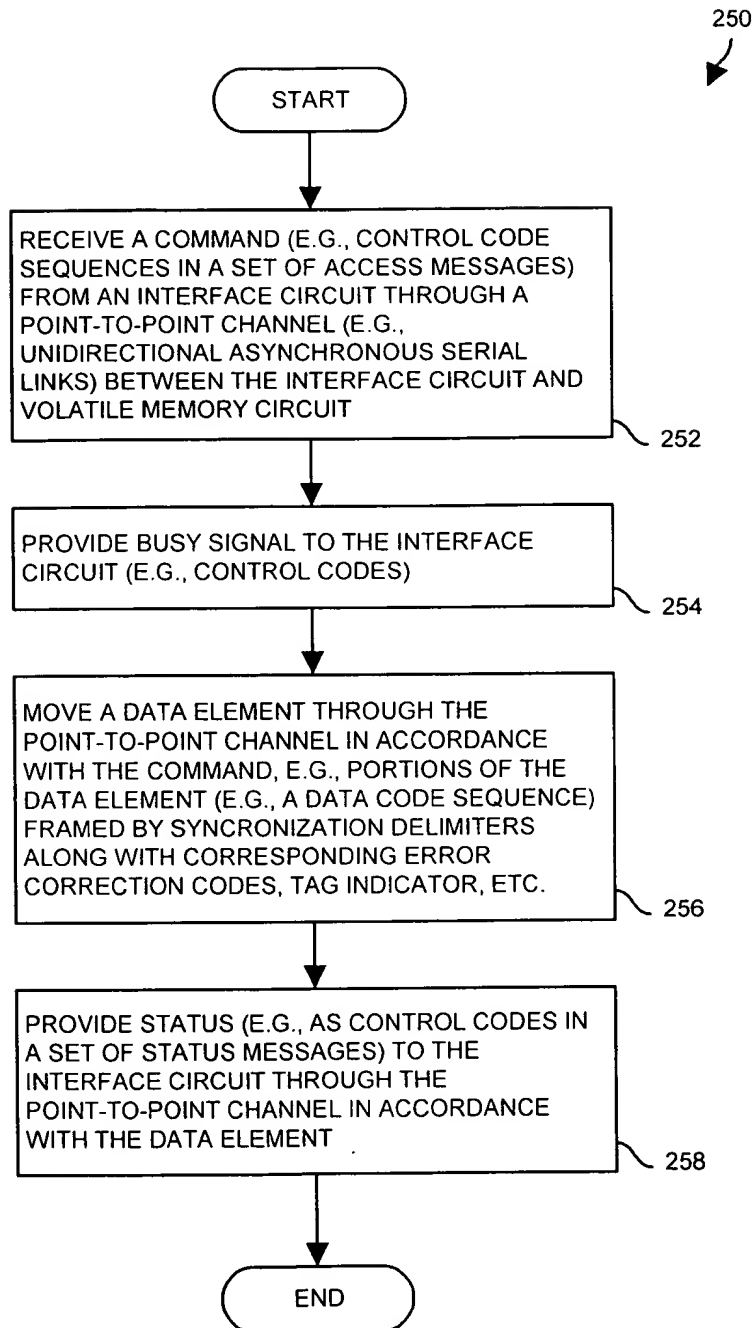 250
START
RECEIVE A COMMAND (E.G., CONTROL CODE
SEQUENCES IN A SET OF ACCESS MESSAGES)
FROM AN INTERFACE CIRCUIT THROUGH A
POINT-TO-POINT CHANNEL (E.G.,
UNIDIRECTIONAL ASYNCHRONOUS SERIAL
LINKS) BETWEEN THE INTERFACE CIRCUIT AND
VOLATILE MEMORY CIRCUIT
252
PROVIDE BUSY SIGNAL TO THE INTERFACE
CIRCUIT (E.G., CONTROL CODES)
254
MOVE A DATA ELEMENT THROUGH THE
POINT-TO-POINT CHANNEL IN ACCORDANCE
WITH THE COMMAND, E.G., PORTIONS OF THE
DATA ELEMENT (E.G., A DATA CODE SEQUENCE)
FRAMED BY SYNCRONIZATION DELIMITERS
ALONG WITH CORRESPONDING ERROR
CORRECTION CODES, TAG INDICATOR, ETC.
256
PROVIDE STATUS (E.G., AS CONTROL CODES IN
A SET OF STATUS MESSAGES) TO THE
INTERFACE CIRCUIT THROUGH THE
POINT-TO-POINT CHANNEL IN ACCORDANCE
WITH THE DATA ELEMENT
258
END